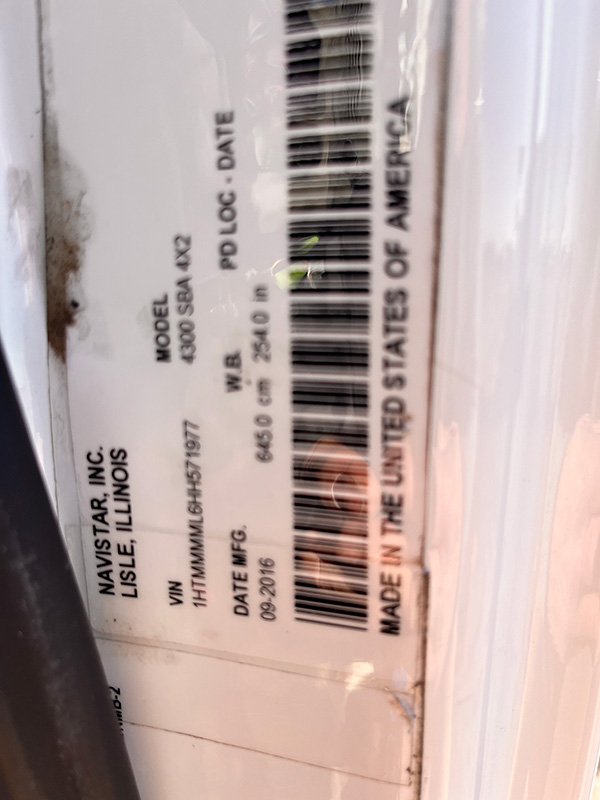 NAVISTAR, INC.
LISLE, ILLINOIS
VIN MODEL
1HTMMMML6HH571977 4300 SBA 4X2
DATE MFG. W.B. PD LOC - DATE
09-2016 645.0 cm 254.0 in
MADE IN THE UNITED STATES OF AMERICA